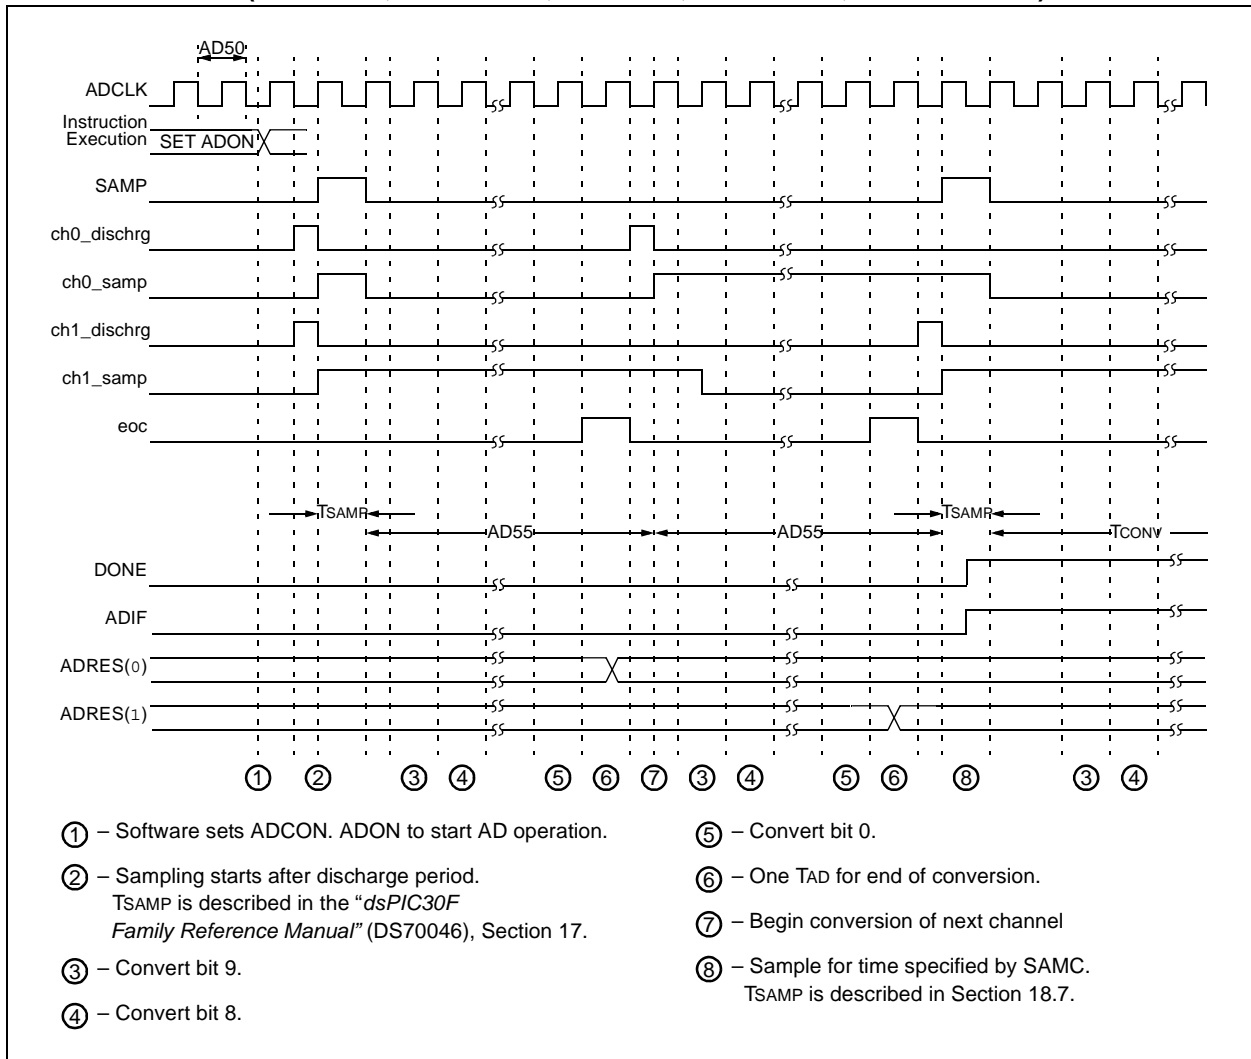 AD50
ADCLK
Instruction
Execution
SET ADON
SAMP
ch0_dischrg
ch0_samp
ch1_dischrg
ch1_samp
eoc
TSAMP
TSAMP
AD55
AD55
TCONV
DONE
ADIF
ADRES(0)
ADRES(1)
1 2 3 4 5 6 7 3 4 5 6 8 3 4
1 – Software sets ADCON. ADON to start AD operation.
2 – Sampling starts after discharge period.
TSAMP is described in the “dsPIC30F
Family Reference Manual” (DS70046), Section 17.
3 – Convert bit 9.
4 – Convert bit 8.
5 – Convert bit 0.
6 – One TAD for end of conversion.
7 – Begin conversion of next channel
8 – Sample for time specified by SAMC.
TSAMP is described in Section 18.7.